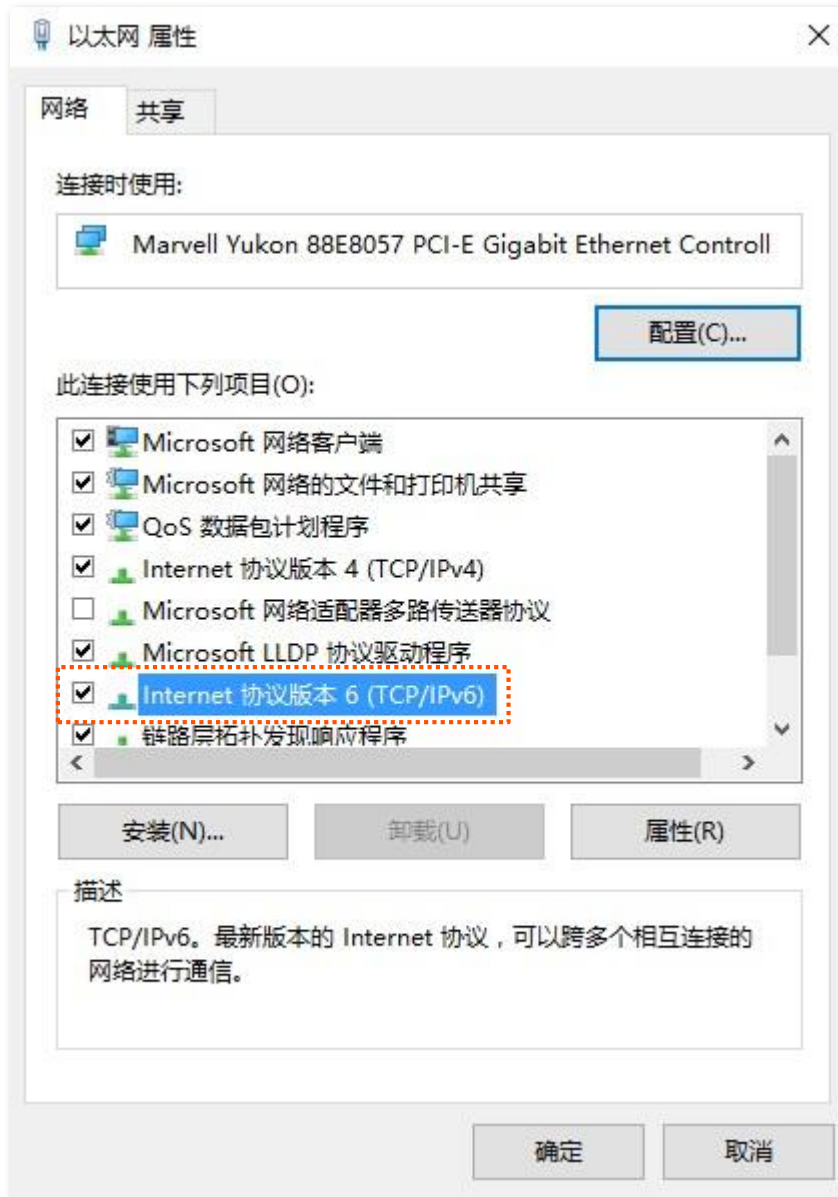 以太网 属性
网络
共享
连接时使用:
Marvell Yukon 88E8057 PCI-E Gigabit Ethernet Controll
配置(C)...
此连接使用下列项目(O):
Microsoft 网络客户端
Microsoft 网络的文件和打印机共享
QoS 数据包计划程序
Internet 协议版本 4 (TCP/IPv4)
Microsoft 网络适配器多路传送器协议
Microsoft LLDP 协议驱动程序
Internet 协议版本 6 (TCP/IPv6)
链路层拓扑发现响应程序
安装(N)...
卸载(U)
属性(R)
描述
TCP/IPv6。最新版本的 Internet 协议，可以跨多个相互连接的
网络进行通信。
确定
取消